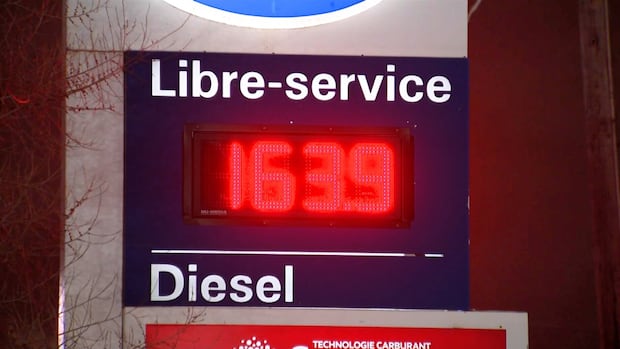 Libre-service
163.9
Diesel
TECHNOLOGIE CARBURANT